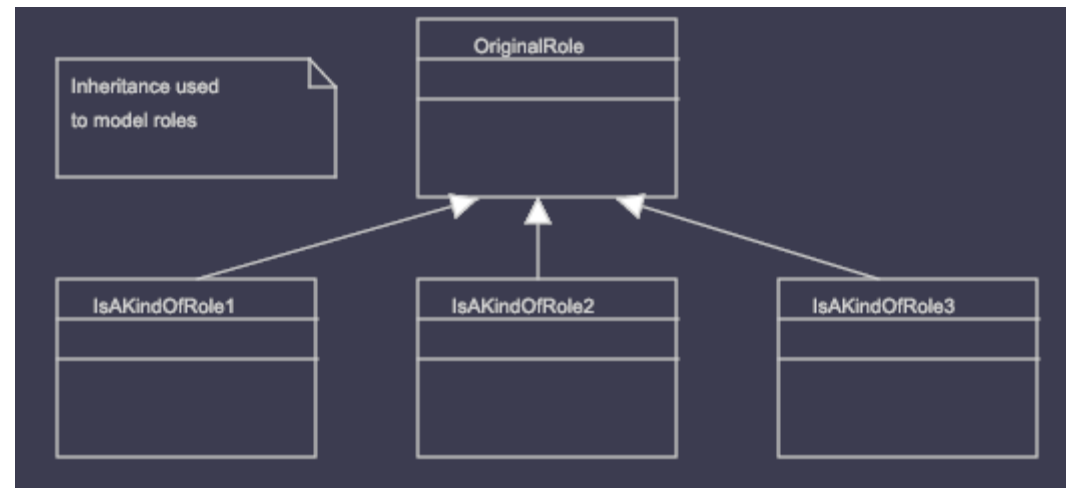 OriginalRole
Inheritance used
to model roles
IsAKindOfRole1
IsAKindOfRole2
IsAKindOfRole3